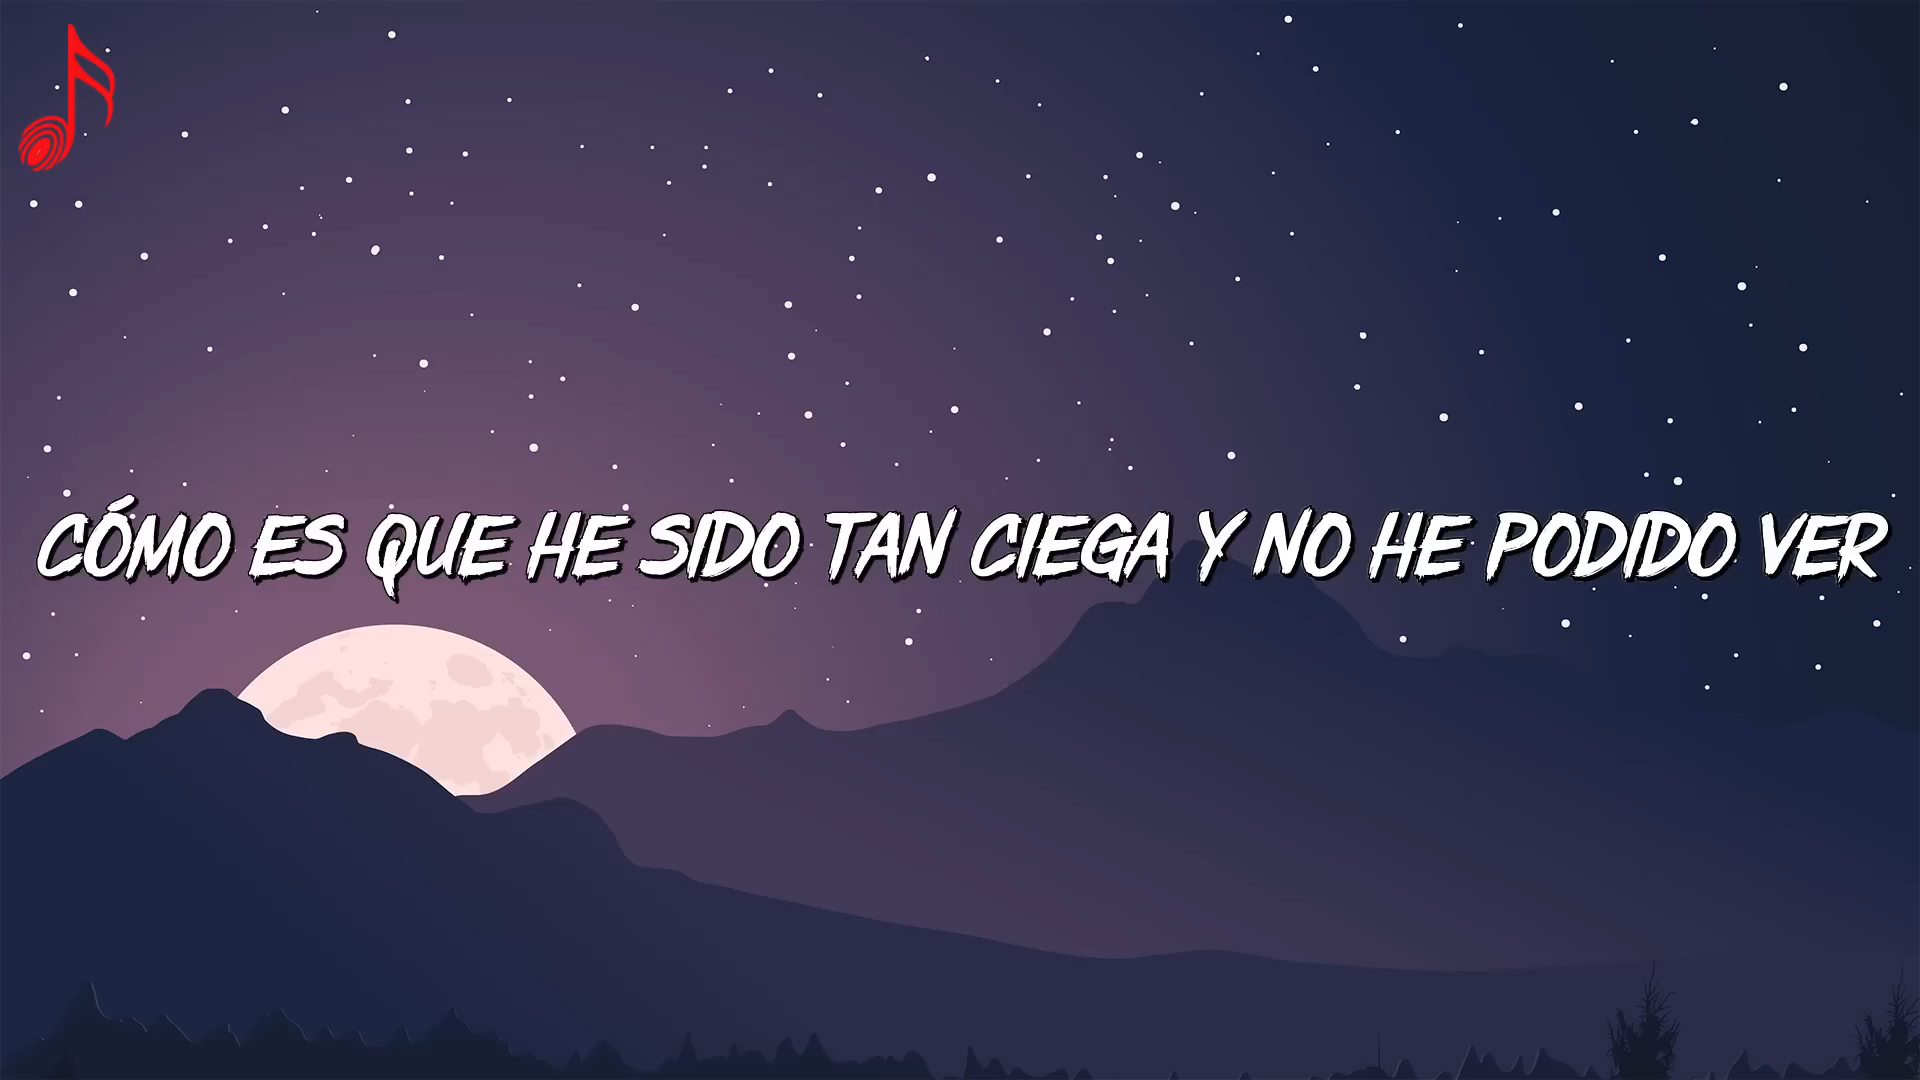 CÓMO ES QUE HE SIDO TAN CIEGA Y NO HE PODIDO VER